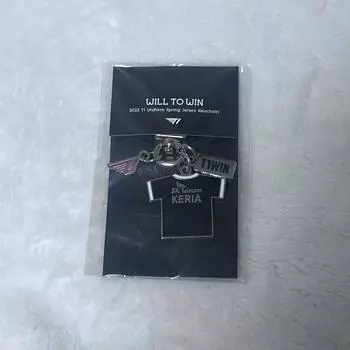 WILL TO WIN
2023 T1 Uniform Spring Jersey Keychain
T1WIN
SK Telecom
KERIA